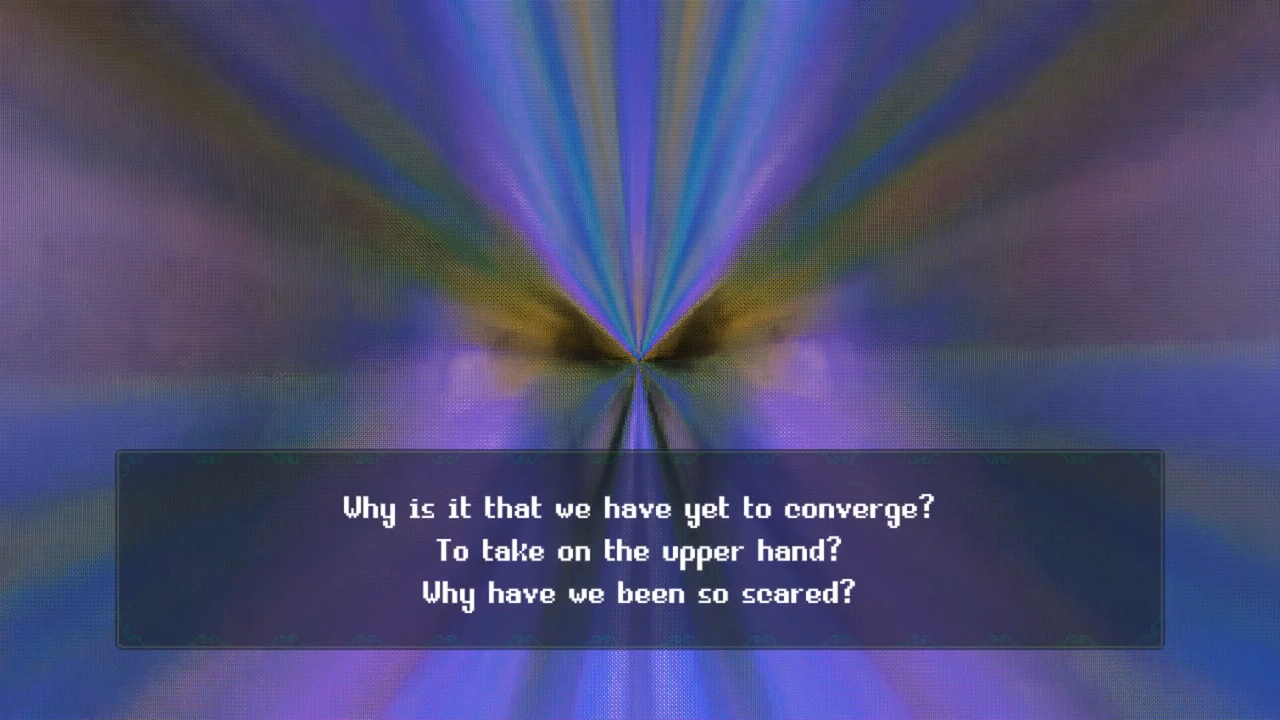 Why is it that we have yet to converge?
To take on the upper hand?
Why have we been so scared?